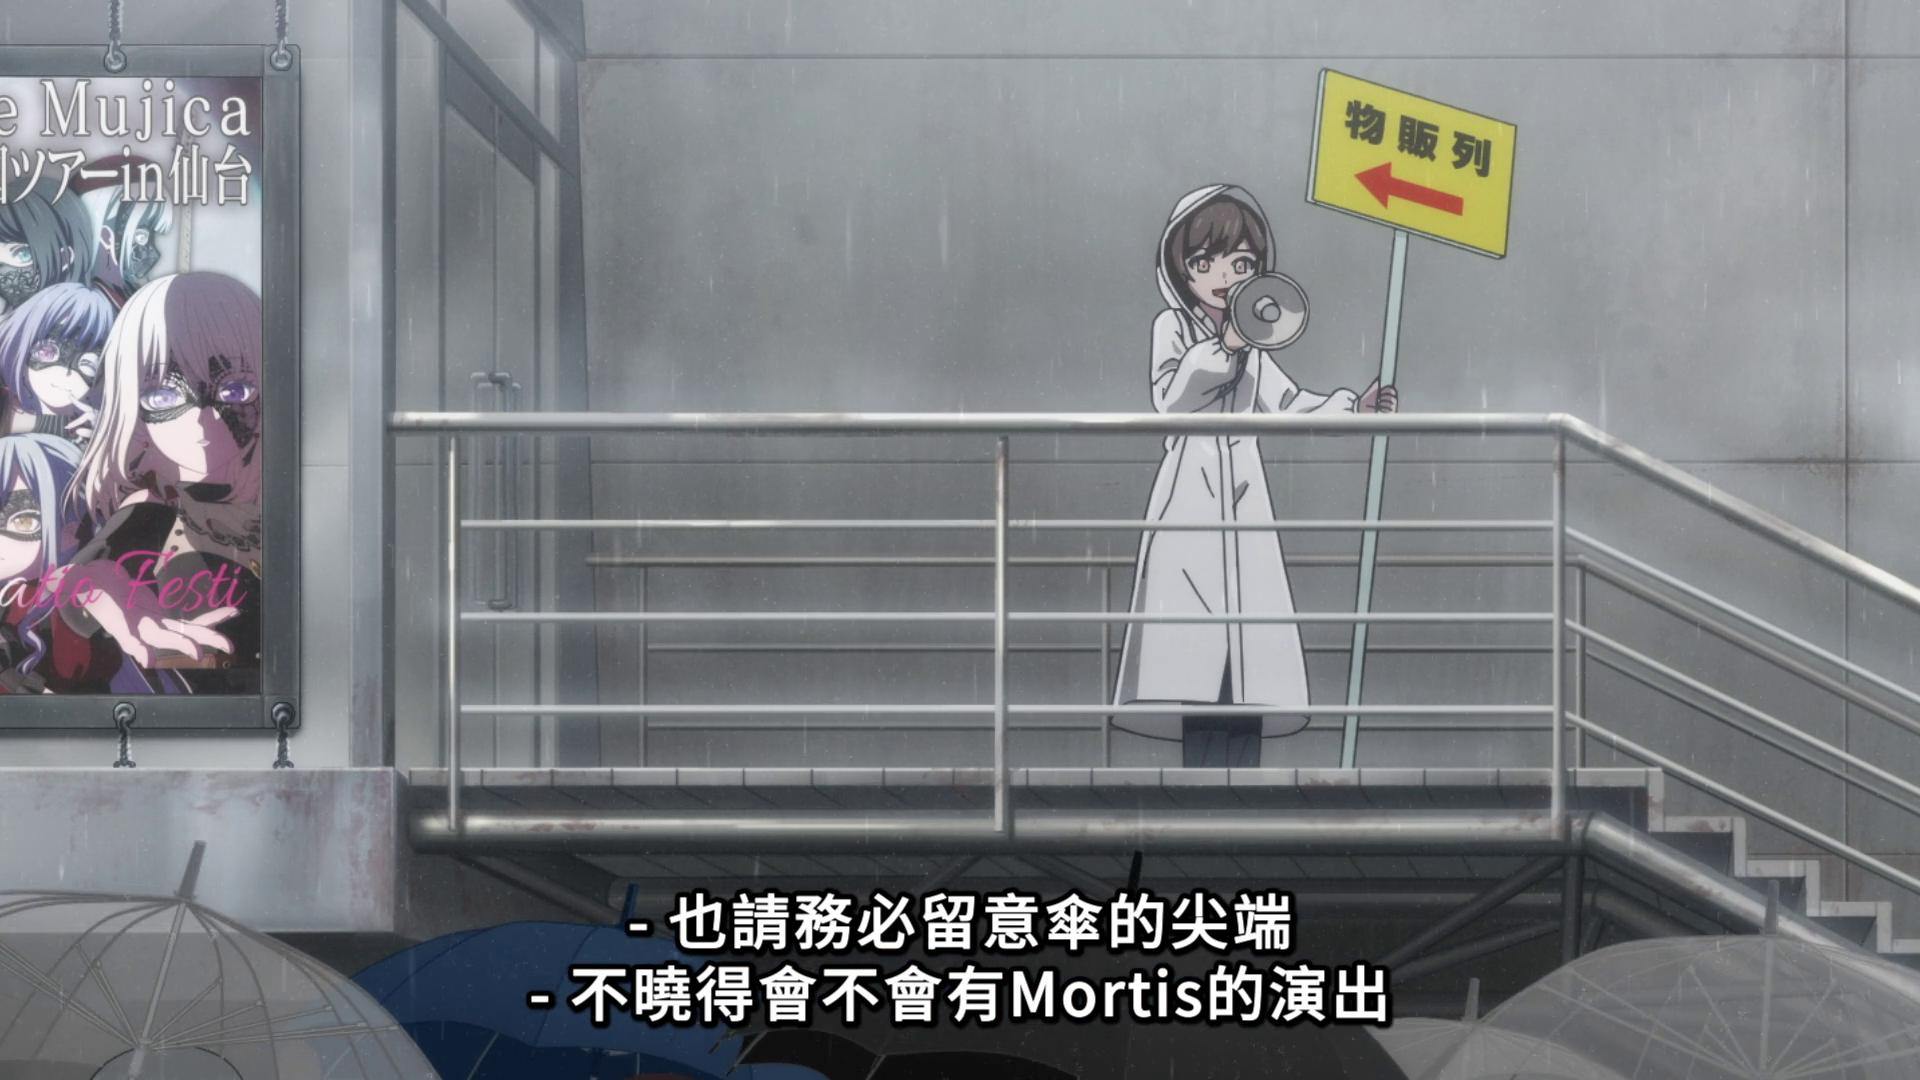 e Mujica
国ツアーin仙台
atio Festi
物販列
- 也請務必留意傘的尖端
- 不曉得會不會有Mortis的演出